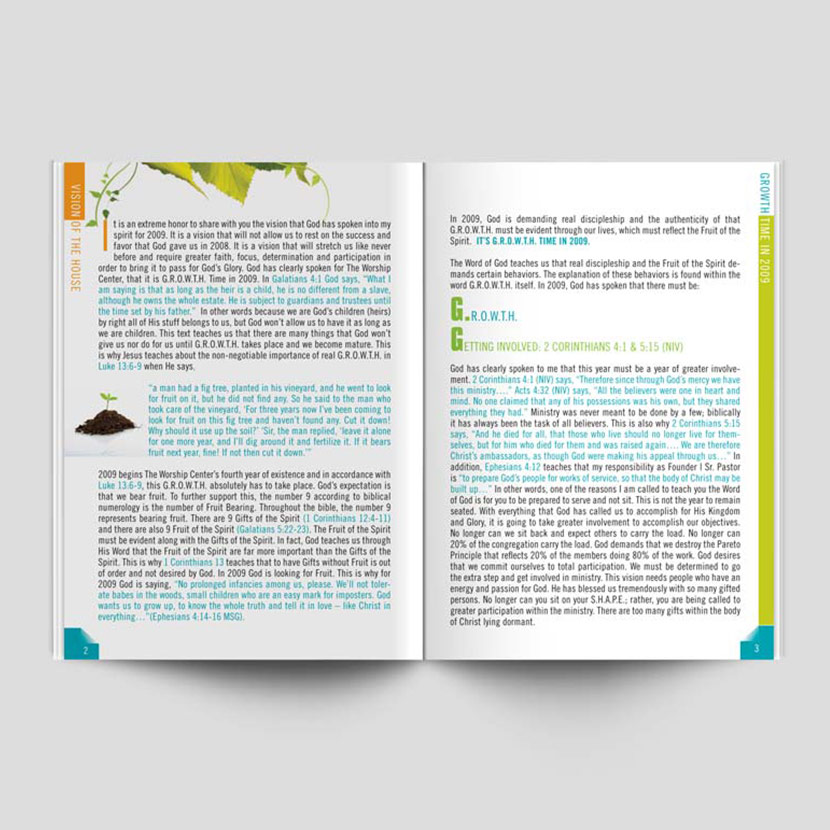 VISION OF THE HOUSE
It is an extreme honor to share with you the vision that God has spoken into my
spirit for 2009. It is a vision that will not allow us to rest on the success and
favor that God gave us in 2008. It is a vision that will stretch us like never
before and require greater faith, focus, determination and participation in
order to bring it to pass for God's Glory. God has clearly spoken for The Worship
Center, that it is G.R.O.W.T.H. Time in 2009. In Galatians 4:1 God says, "What I
am saying is that as long as the heir is a child, he is no different from a slave,
although he owns the whole estate. He is subject to guardians and trustees until
the time set by his father." In other words because we are God's children (heirs)
by right all of His stuff belongs to us, but God won't allow us to have it as long as
we are children. This text teaches us that there are many things that God won't
give us nor do for us until G.R.O.W.T.H. takes place and we become mature. This
is why Jesus teaches about the non-negotiable importance of real G.R.O.W.T.H. in
Luke 13:6-9 when He says,
"a man had a fig tree, planted in his vineyard, and he went to look
for fruit on it, but he did not find any. So he said to the man who
took care of the vineyard, 'For three years now I've been coming to
look for fruit on this fig tree and haven't found any. Cut it down!
Why should it use up the soil?' 'Sir, the man replied, 'leave it alone
for one more year, and I'll dig around it and fertilize it. If it bears
fruit next year, fine! If not then cut it down.'"
2009 begins The Worship Center's fourth year of existence and in accordance with
Luke 13:6-9, this G.R.O.W.T.H. absolutely has to take place. God's expectation is
that we bear fruit. To further support this, the number 9 according to biblical
numerology is the number of Fruit Bearing. Throughout the bible, the number 9
represents bearing fruit. There are 9 Gifts of the Spirit (1 Corinthians 12:4-11)
and there are also 9 Fruit of the Spirit (Galatians 5:22-23). The Fruit of the Spirit
must be evident along with the Gifts of the Spirit. In fact, God teaches us through
His Word that the Fruit of the Spirit are far more important than the Gifts of the
Spirit. This is why 1 Corinthians 13 teaches that to have Gifts without Fruit is out
of order and not desired by God. In 2009 God is looking for Fruit. This is why for
2009 God is saying, "No prolonged infancies among us, please. We'll not toler-
ate babes in the woods, small children who are an easy mark for imposters. God
wants us to grow up, to know the whole truth and tell it in love – like Christ in
everything…"(Ephesians 4:14-16 MSG).
2
GROWTH TIME IN 2009
In 2009, God is demanding real discipleship and the authenticity of that
G.R.O.W.T.H. must be evident through our lives, which must reflect the Fruit of the
Spirit. IT'S G.R.O.W.T.H. TIME IN 2009.
The Word of God teaches us that real discipleship and the Fruit of the Spirit de-
mands certain behaviors. The explanation of these behaviors is found within the
word G.R.O.W.T.H. itself. In 2009, God has spoken that there must be:
G.R.O.W.T.H.
GETTING INVOLVED: 2 CORINTHIANS 4:1 & 5:15 (NIV)
God has clearly spoken to me that this year must be a year of greater involve-
ment. 2 Corinthians 4:1 (NIV) says, "Therefore since through God's mercy we have
this ministry…." Acts 4:32 (NIV) says, "All the believers were one in heart and
mind. No one claimed that any of his possessions was his own, but they shared
everything they had." Ministry was never meant to be done by a few; biblically
it has always been the task of all believers. This is also why 2 Corinthians 5:15
says, "And he died for all, that those who live should no longer live for them-
selves, but for him who died for them and was raised again…. We are therefore
Christ's ambassadors, as though God were making his appeal through us…" In
addition, Ephesians 4:12 teaches that my responsibility as Founder I Sr. Pastor
is "to prepare God's people for works of service, so that the body of Christ may be
built up…" In other words, one of the reasons I am called to teach you the Word
of God is for you to be prepared to serve and not sit. This is not the year to remain
seated. With everything that God has called us to accomplish for His Kingdom
and Glory, it is going to take greater involvement to accomplish our objectives.
No longer can we sit back and expect others to carry the load. No longer can
20% of the congregation carry the load. God demands that we destroy the Pareto
Principle that reflects 20% of the members doing 80% of the work. God desires
that we commit ourselves to total participation. We must be determined to go
the extra step and get involved in ministry. This vision needs people who have an
energy and passion for God. He has blessed us tremendously with so many gifted
persons. No longer can you sit on your S.H.A.P.E.; rather, you are being called to
greater participation within the ministry. There are too many gifts within the body
of Christ lying dormant.
3